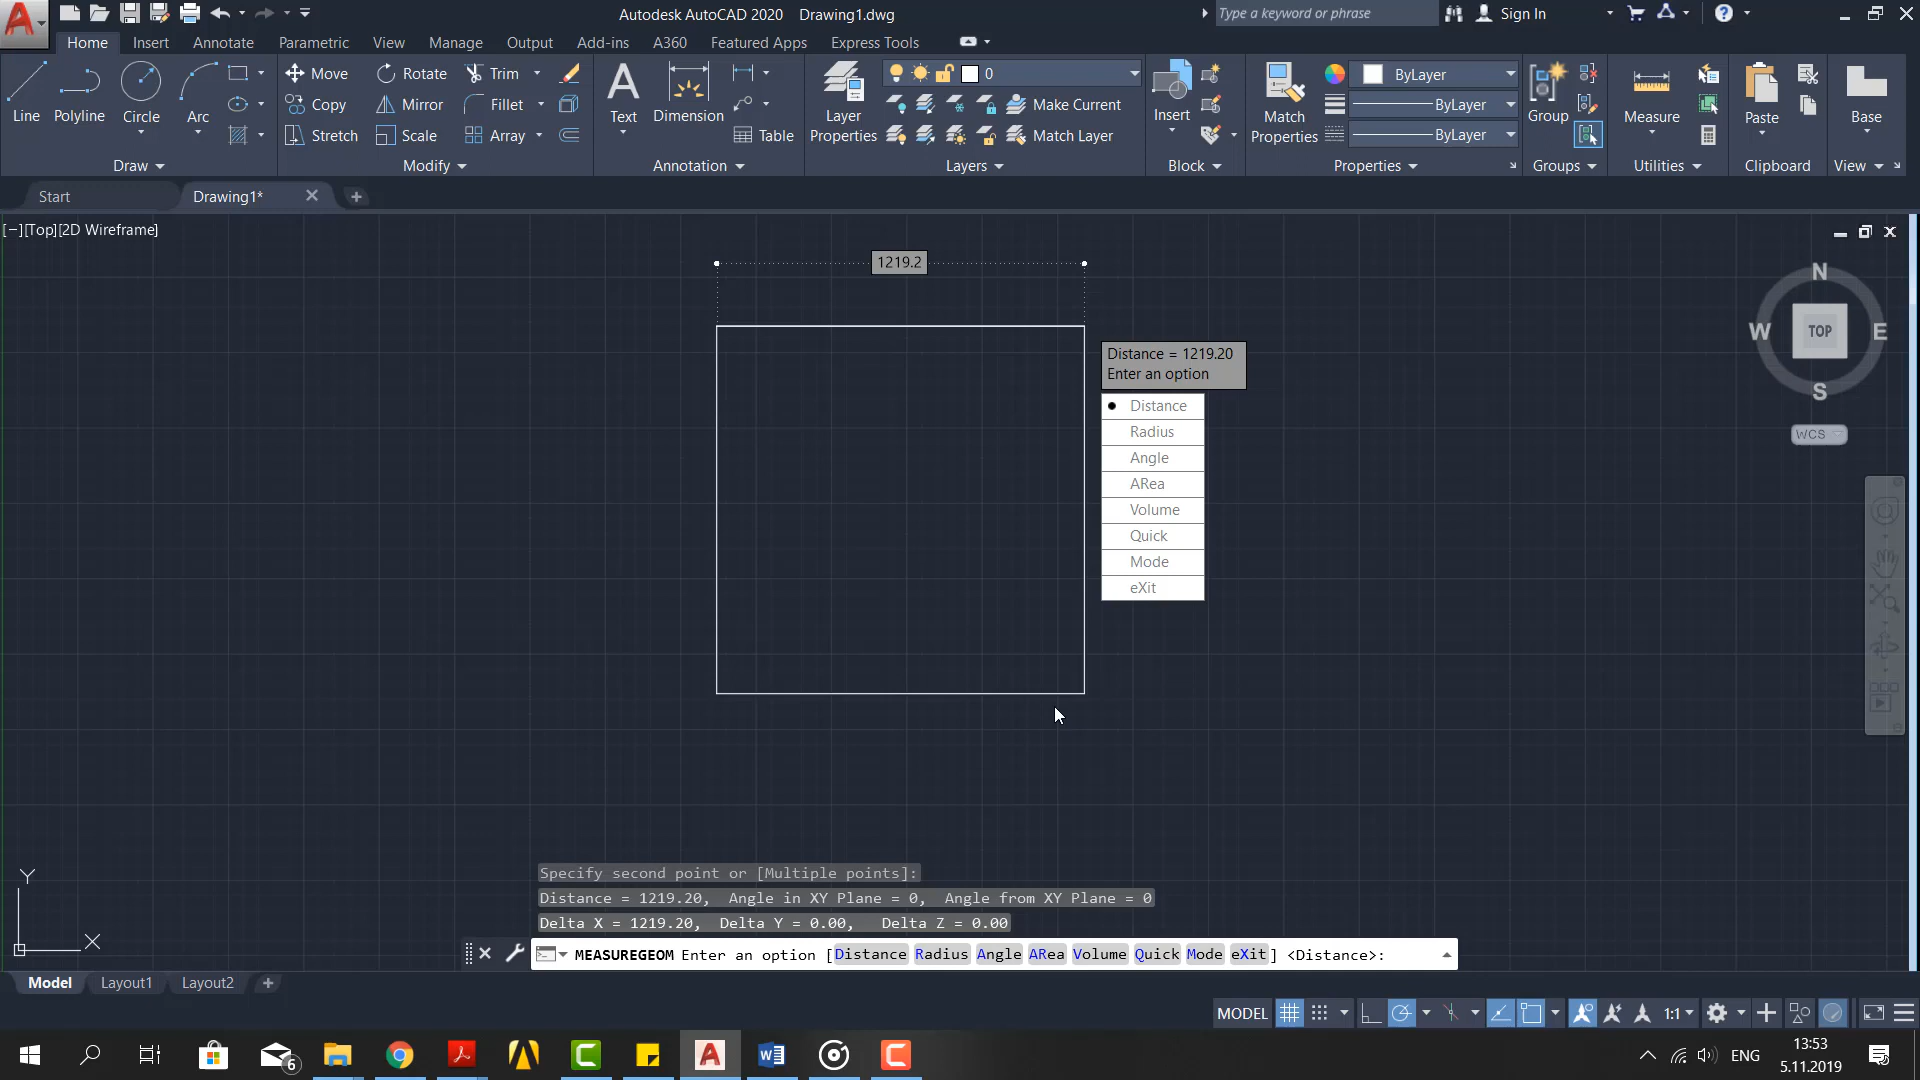 Autodesk AutoCAD 2020 Drawing1.dwg
Type a keyword or phrase
Sign In
Home Insert Annotate Parametric View Manage Output Add-ins A360 Featured Apps Express Tools
Line Polyline Circle Arc
Move Rotate Trim
Copy Mirror Fillet
Stretch Scale Array
Text Dimension Table
Layer Properties
0
Make Current
Match Layer
Insert
Match Properties
ByLayer
ByLayer
ByLayer
Group
Measure
Paste
Base
Draw Modify Annotation Layers Block Properties Groups Utilities Clipboard View
Start Drawing1*
[−][Top][2D Wireframe]
1219.2
Distance = 1219.20
Enter an option
Distance
Radius
Angle
ARea
Volume
Quick
Mode
eXit
N
W TOP E
S
WCS
Y
X
Specify second point or [Multiple points]:
Distance = 1219.20, Angle in XY Plane = 0, Angle from XY Plane = 0
Delta X = 1219.20, Delta Y = 0.00, Delta Z = 0.00
MEASUREGEOM Enter an option [Distance Radius Angle ARea Volume Quick Mode eXit] <Distance>:
Model Layout1 Layout2
MODEL 1:1
6
ENG
13:53
5.11.2019